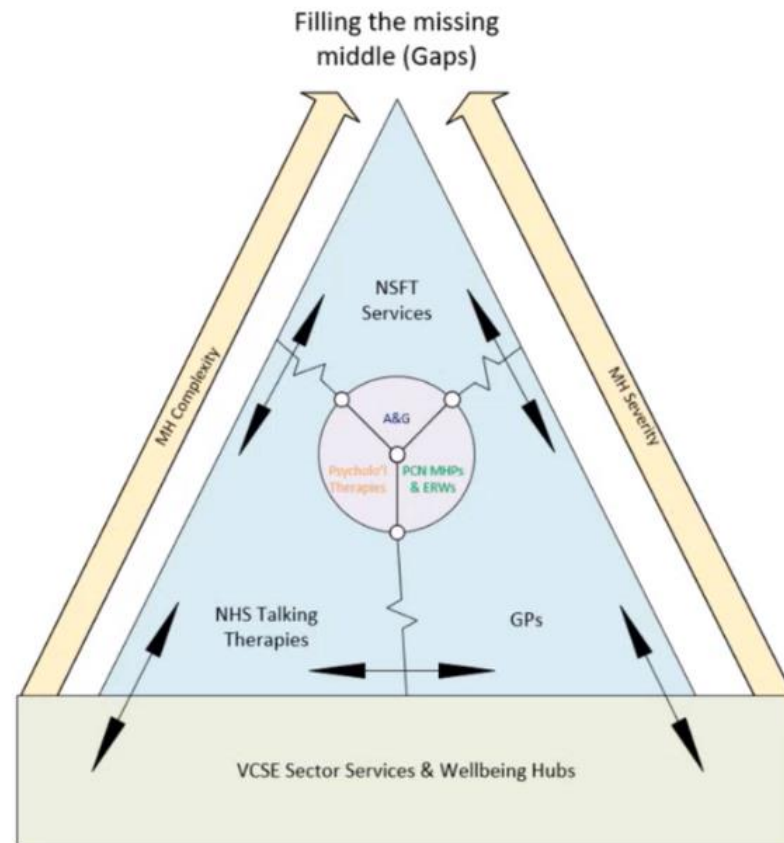 Filling the missing
middle (Gaps)
NSFT
Services
MH Complexity
MH Severity
A&G
Psycholo'l
Therapies
PCN MHPs
& ERWs
NHS Talking
Therapies
GPs
VCSE Sector Services & Wellbeing Hubs